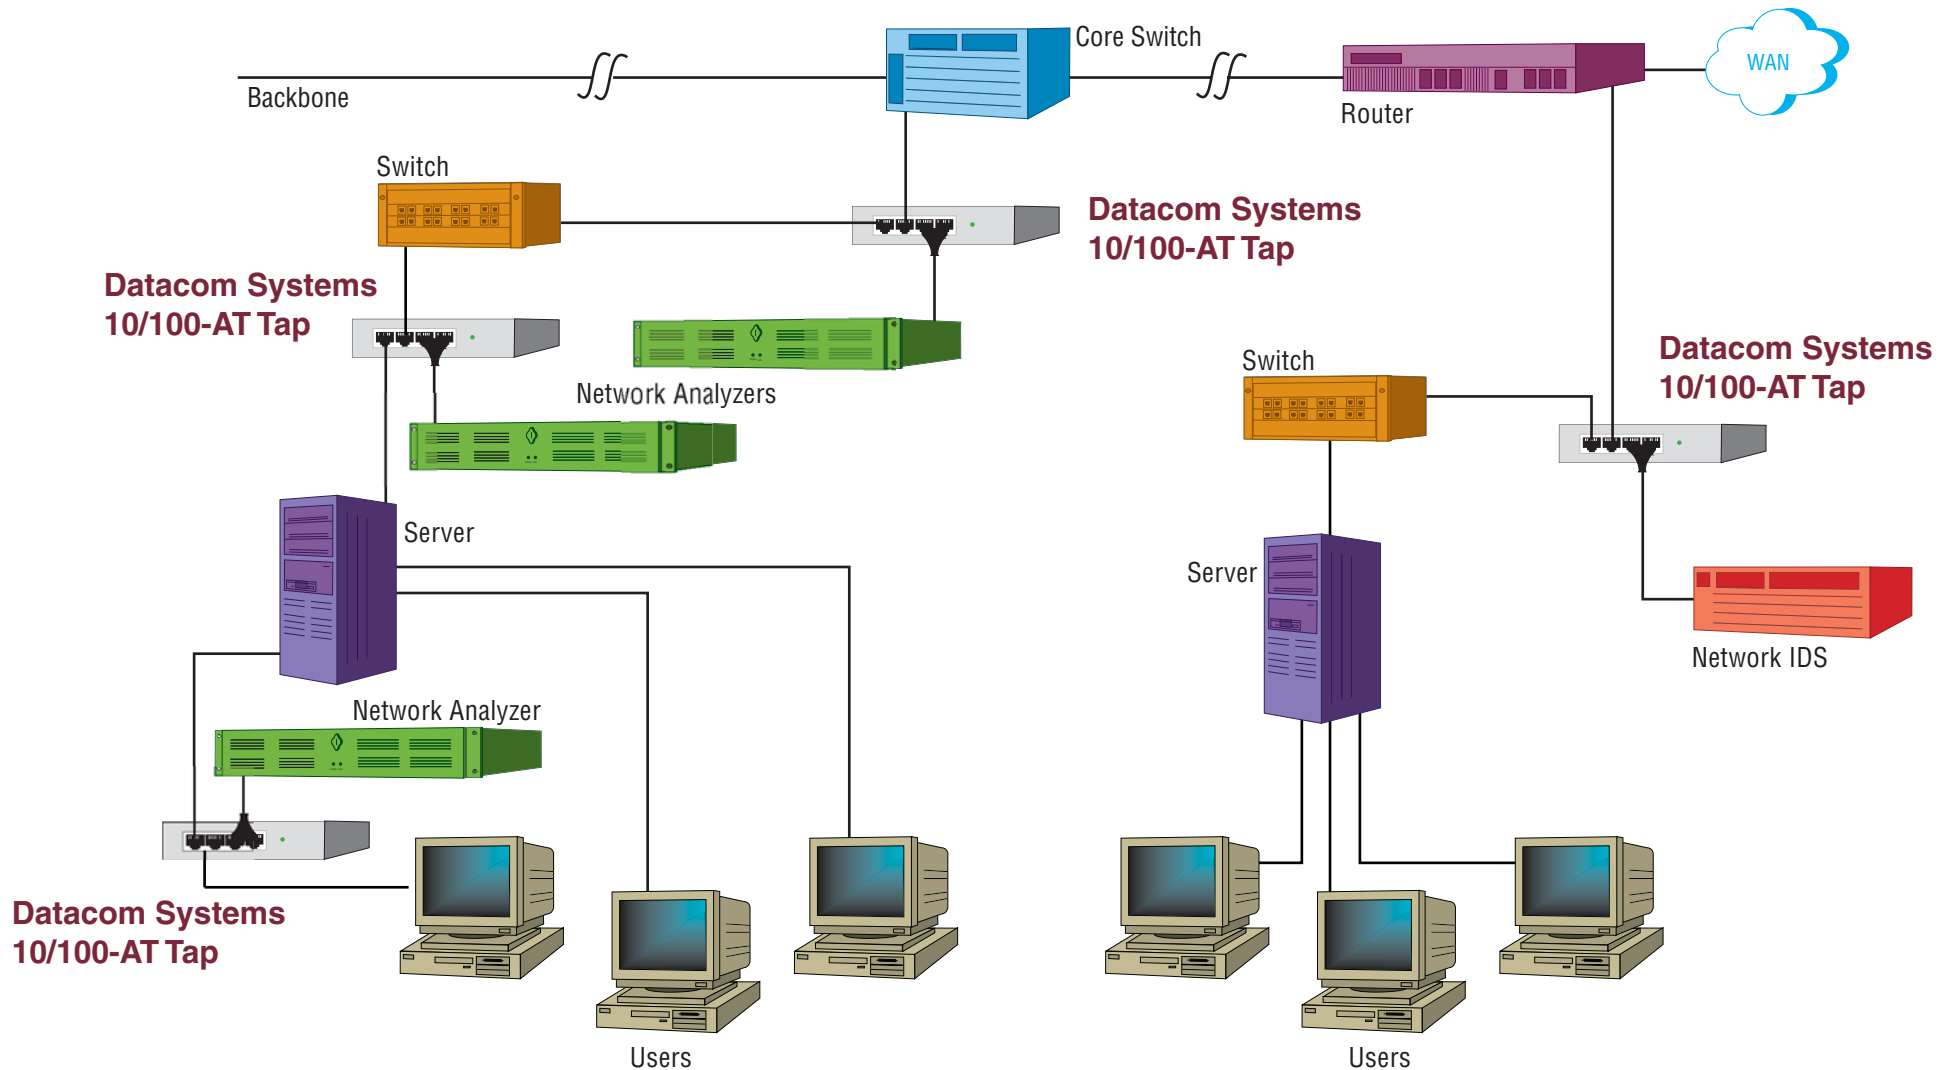 Core Switch
WAN
Backbone
Router
Switch
Datacom Systems
10/100-AT Tap
Datacom Systems
10/100-AT Tap
Network Analyzers
Switch
Datacom Systems
10/100-AT Tap
Server
Server
Network IDS
Network Analyzer
Datacom Systems
10/100-AT Tap
Users
Users